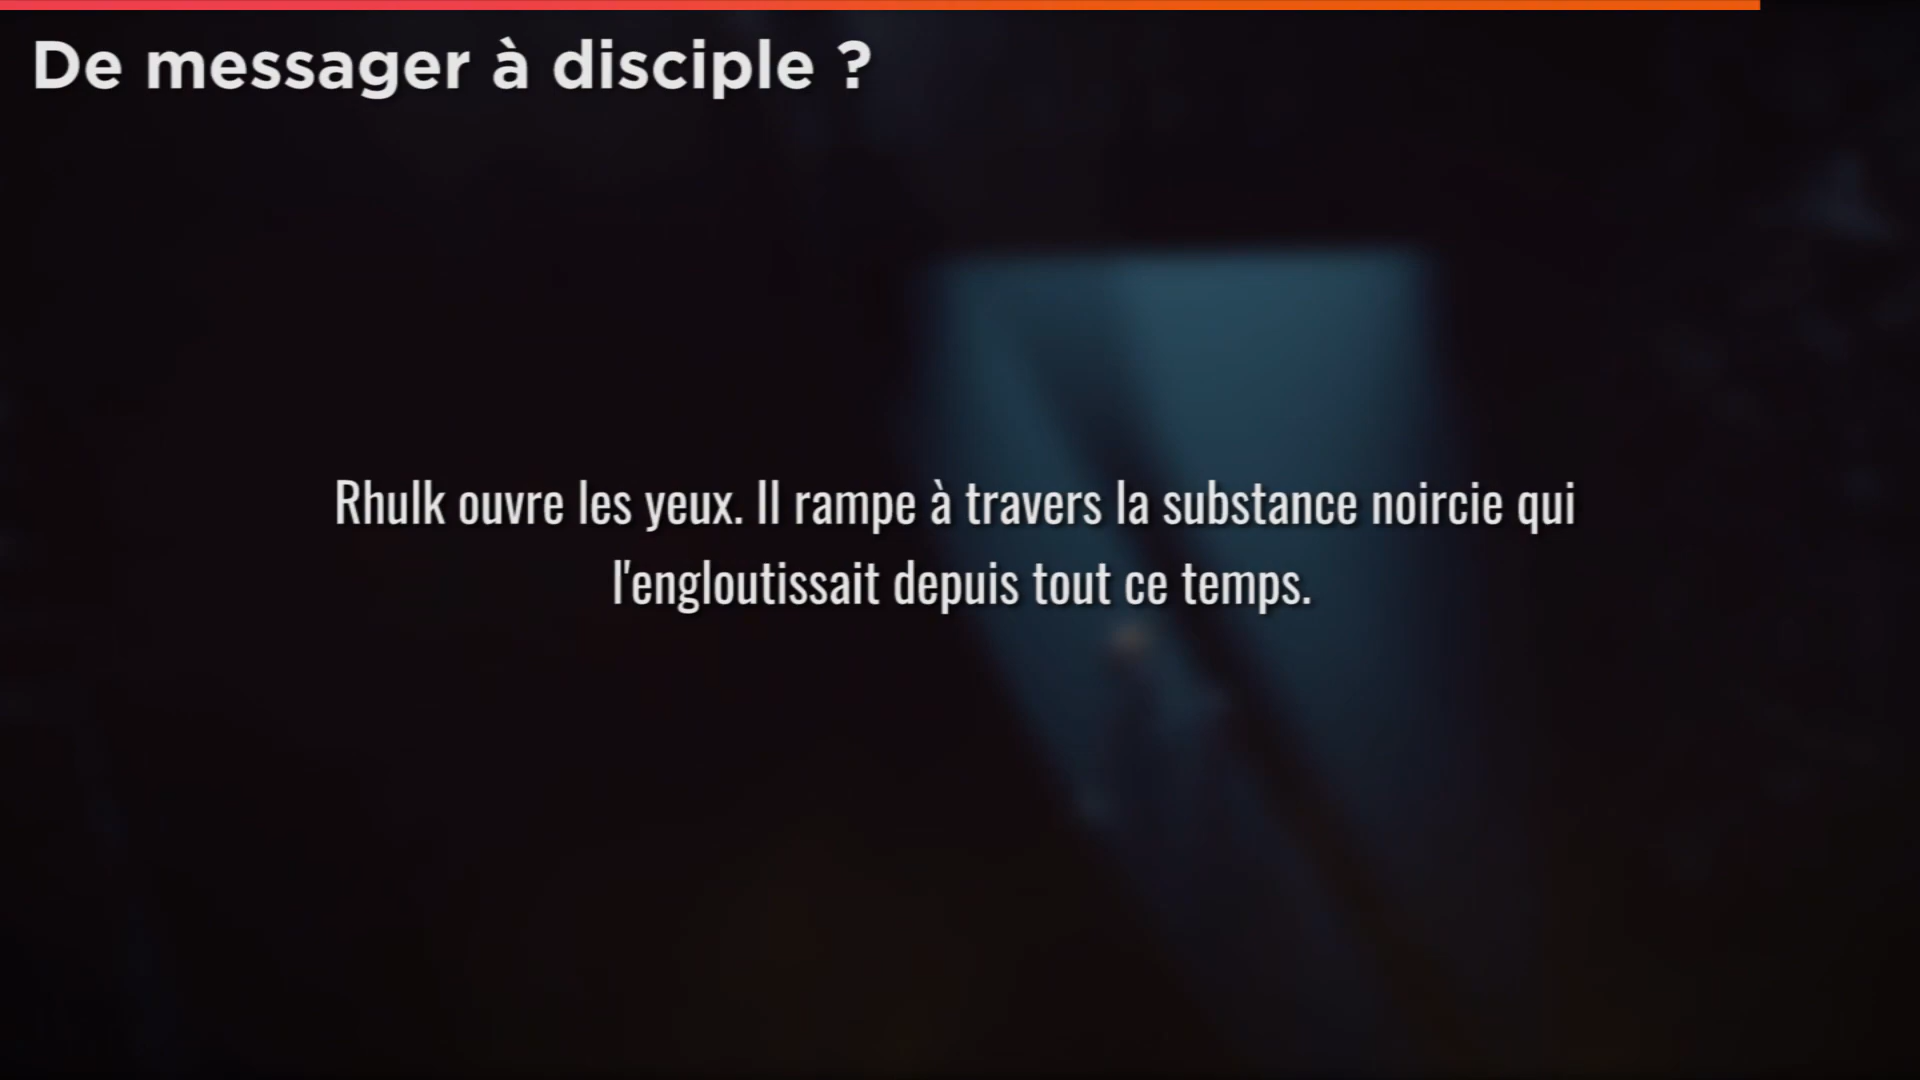 De messager à disciple ?
Rhulk ouvre les yeux. Il rampe à travers la substance noircie qui
l'engloutissait depuis tout ce temps.